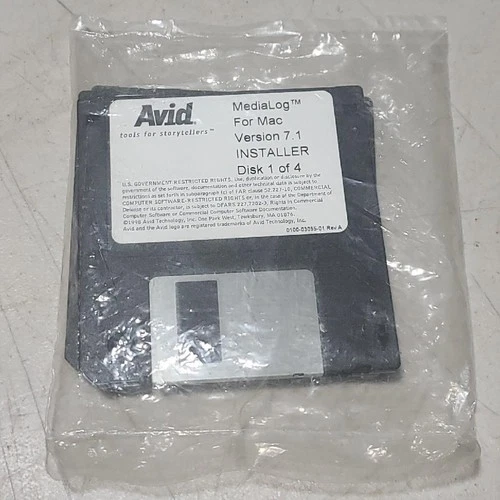 Avid®
tools for storytellers™
MediaLog™
For Mac
Version 7.1
INSTALLER
Disk 1 of 4
U.S. GOVERNMENT RESTRICTED RIGHTS. Use, duplication or disclosure by the
government of the software, documentation and other technical data is subject to
restrictions as set forth in subparagraph (c) of FAR clause 52.227-19, COMMERCIAL
COMPUTER SOFTWARE-RESTRICTED RIGHTS or, in the case of the Department of
Defense or its contractor, is subject to DFARS 227.7202-3, Rights in Commercial
Computer Software or Commercial Computer Software Documentation.
©1998 Avid Technology, Inc. One Park West, Tewksbury, MA 01876.
Avid and the Avid logo are registered trademarks of Avid Technology, Inc.
Rev A